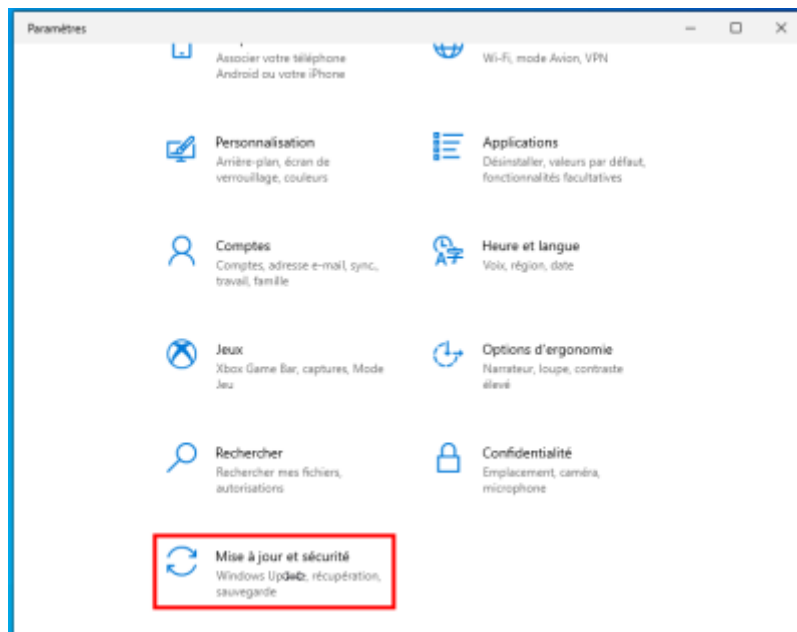 Paramètres
Associer votre téléphone
Android ou votre iPhone
Wi-Fi, mode Avion, VPN
Personnalisation
Arrière-plan, écran de
verrouillage, couleurs
Applications
Désinstaller, valeurs par défaut,
fonctionnalités facultatives
Comptes
Comptes, adresse e-mail, sync.,
travail, famille
Heure et langue
Voix, région, date
Jeux
Xbox Game Bar, captures, Mode
Jeu
Options d'ergonomie
Narrateur, loupe, contraste
élevé
Rechercher
Rechercher mes fichiers,
autorisations
Confidentialité
Emplacement, caméra,
microphone
Mise à jour et sécurité
Windows récupération,
sauvegarde